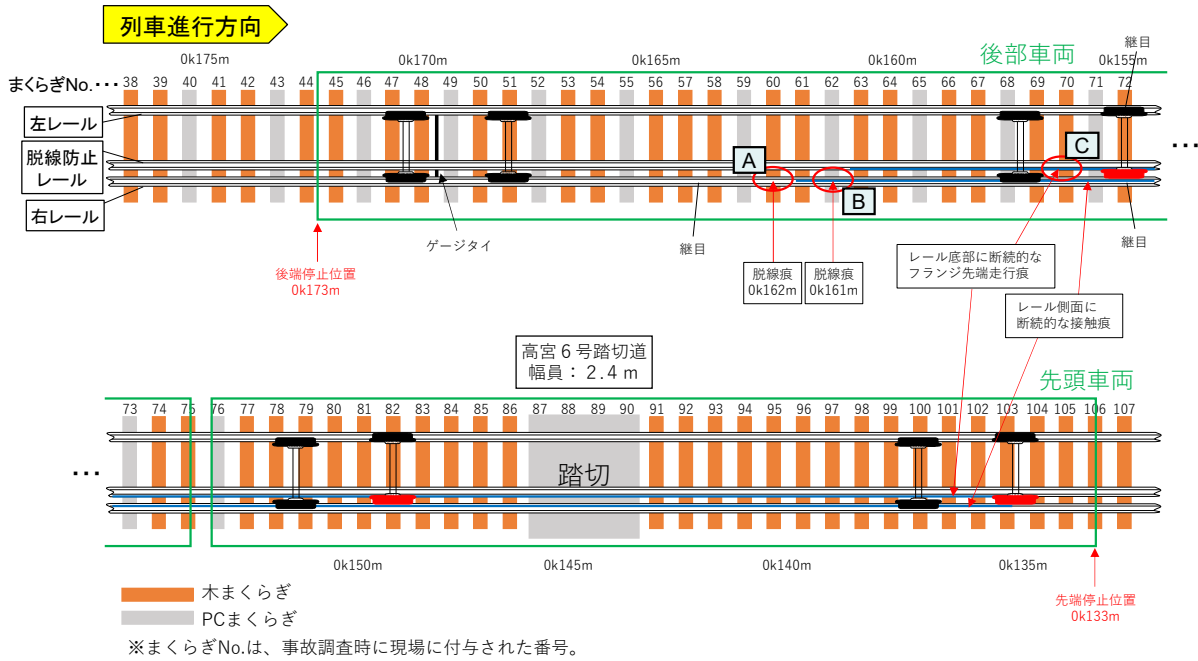 列車進行方向
0k175m 0k170m 0k165m 0k160m 後部車両 継目 0k155m
まくらぎNo.･･･ 38 39 40 41 42 43 44 45 46 47 48 49 50 51 52 53 54 55 56 57 58 59 60 61 62 63 64 65 66 67 68 69 70 71 72
左レール
脱線防止
レール
右レール
A
B
C
･･･
ゲージタイ
継目
継目
後端停止位置
0k173m
脱線痕
0k162m
脱線痕
0k161m
レール底部に断続的な
フランジ先端走行痕
レール側面に
断続的な接触痕
高宮６号踏切道
幅員：２.４ｍ
先頭車両
73 74 75 76 77 78 79 80 81 82 83 84 85 86 87 88 89 90 91 92 93 94 95 96 97 98 99 100 101 102 103 104 105 106 107
･･･
踏切
0k150m 0k145m 0k140m 0k135m
先端停止位置
0k133m
木まくらぎ
PCまくらぎ
※まくらぎNo.は、事故調査時に現場に付与された番号。